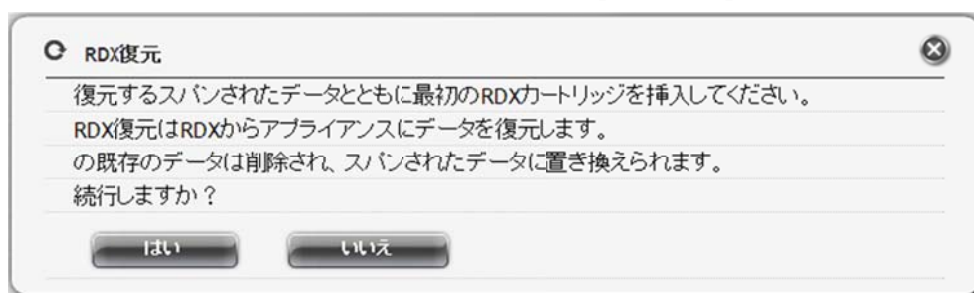 RDX復元
復元するスパンされたデータとともに最初のRDXカートリッジを挿入してください。
RDX復元はRDXからアプライアンスにデータを復元します。
の既存のデータは削除され、スパンされたデータに置き換えられます。
続行しますか？
はい
いいえ